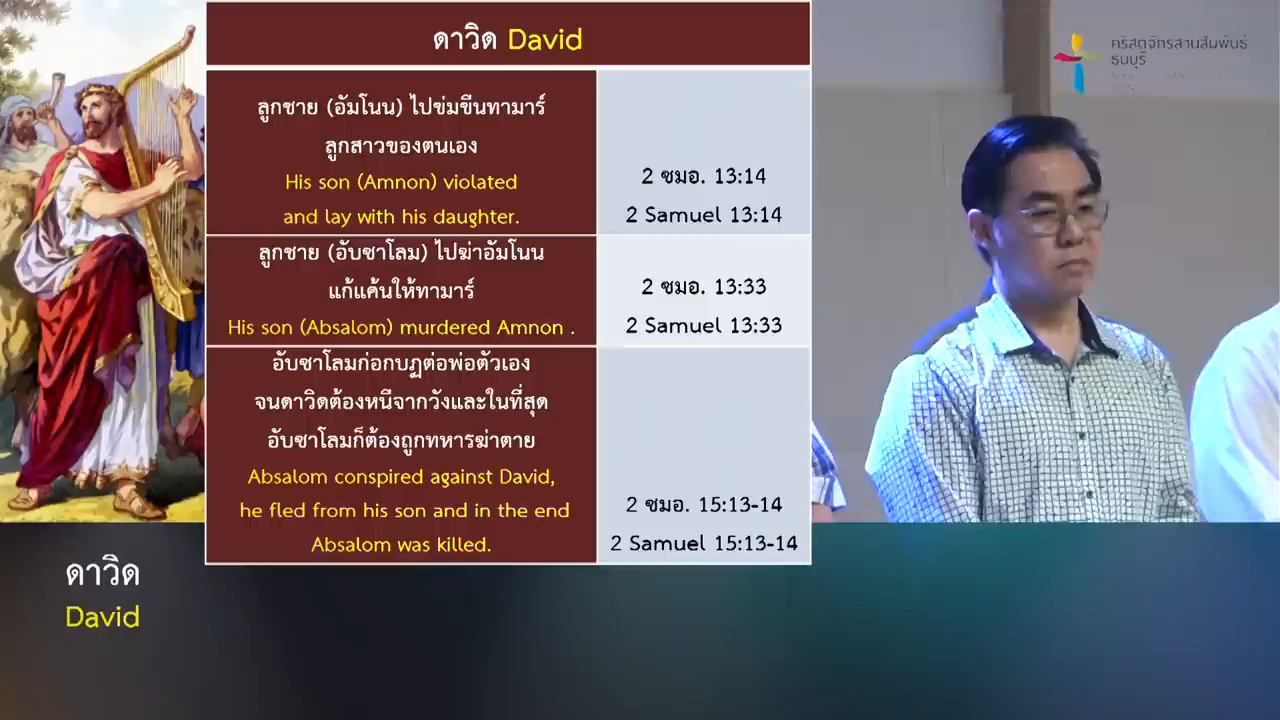 ดาวิด David
ลูกชาย (อัมโนน) ไปข่มขืนทามาร์
ลูกสาวของตนเอง
His son (Amnon) violated
and lay with his daughter.
2 ซมอ. 13:14
2 Samuel 13:14
ลูกชาย (อับซาโลม) ไปฆ่าอัมโนน
แก้แค้นให้ทามาร์
His son (Absalom) murdered Amnon .
2 ซมอ. 13:33
2 Samuel 13:33
อับซาโลมก่อกบฏต่อพ่อตัวเอง
จนดาวิดต้องหนีจากวังและในที่สุด
อับซาโลมก็ต้องถูกทหารฆ่าตาย
Absalom conspired against David,
he fled from his son and in the end
Absalom was killed.
2 ซมอ. 15:13-14
2 Samuel 15:13-14
คริสตจักรสานสัมพันธ์
ธนบุรี
ดาวิด
David